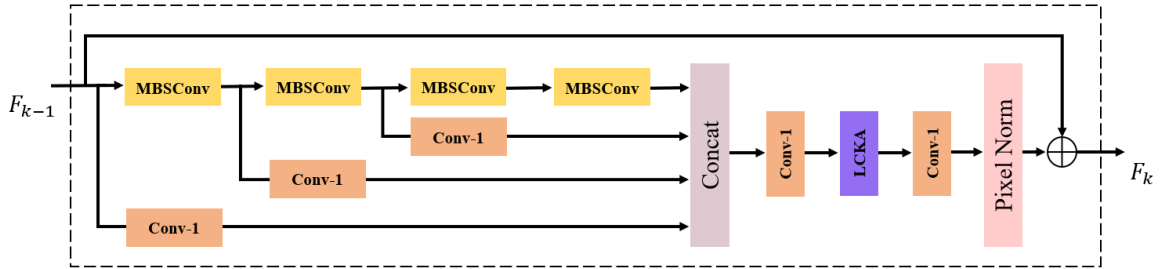 F_{k-1}
MBSConv
MBSConv
MBSConv
MBSConv
Conv-1
Conv-1
Conv-1
Concat
Conv-1
LCKA
Conv-1
Pixel Norm
F_k